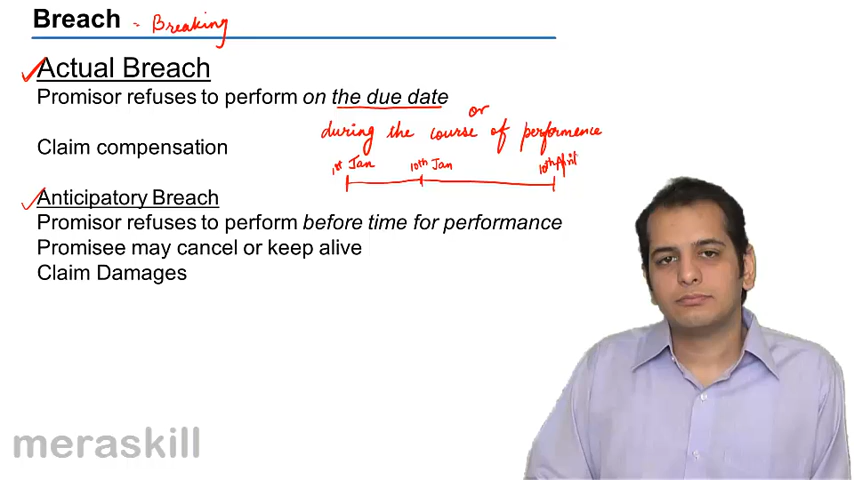 Breach = Breaking
Actual Breach
Promisor refuses to perform on the due date
or
during the course of performence
Claim compensation
1st Jan 10th Jan 10th April
Anticipatory Breach
Promisor refuses to perform before time for performance
Promisee may cancel or keep alive
Claim Damages
meraskill